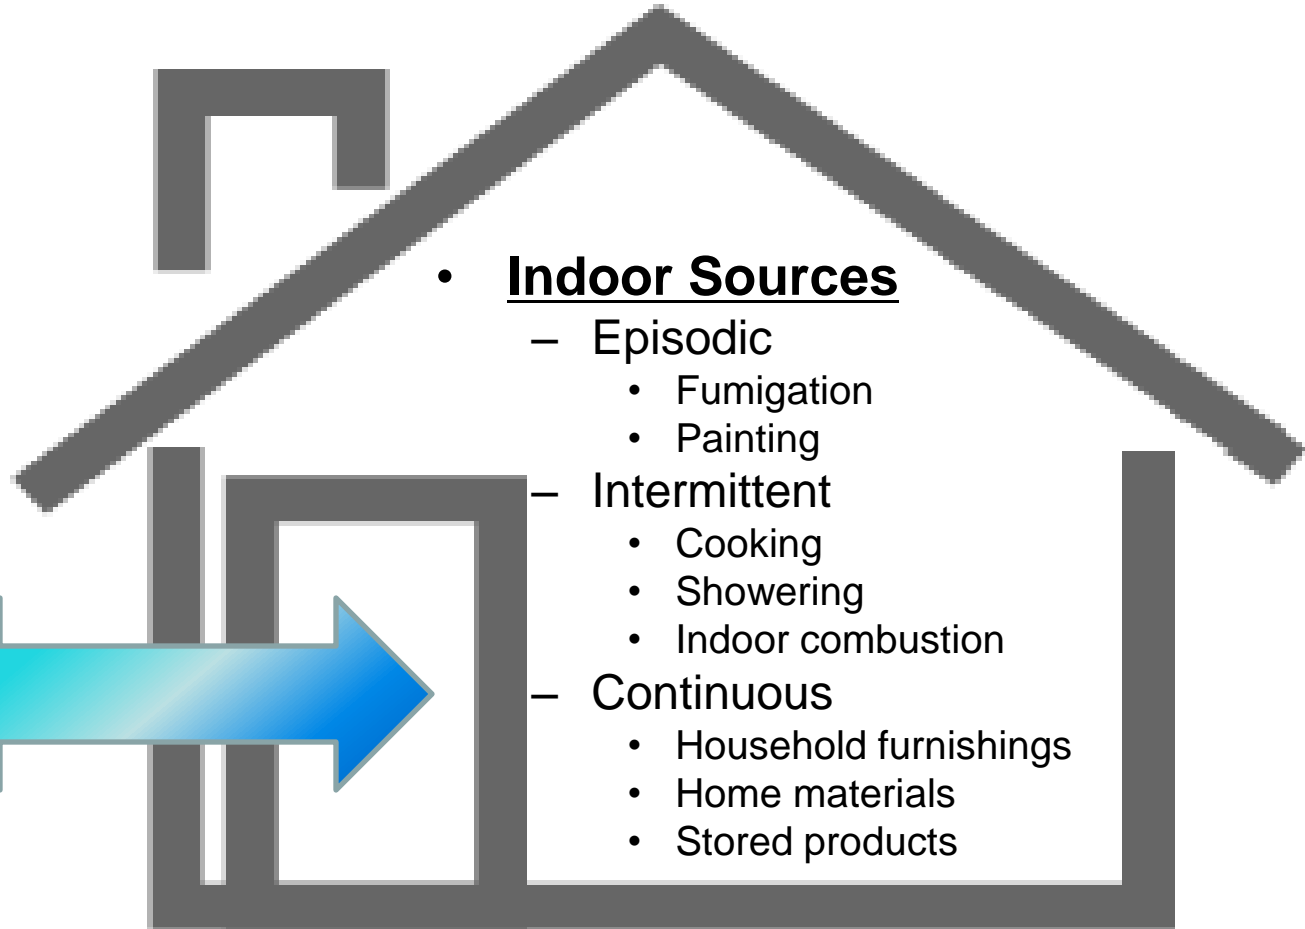 • Indoor Sources
– Episodic
• Fumigation
• Painting
– Intermittent
• Cooking
• Showering
• Indoor combustion
– Continuous
• Household furnishings
• Home materials
• Stored products